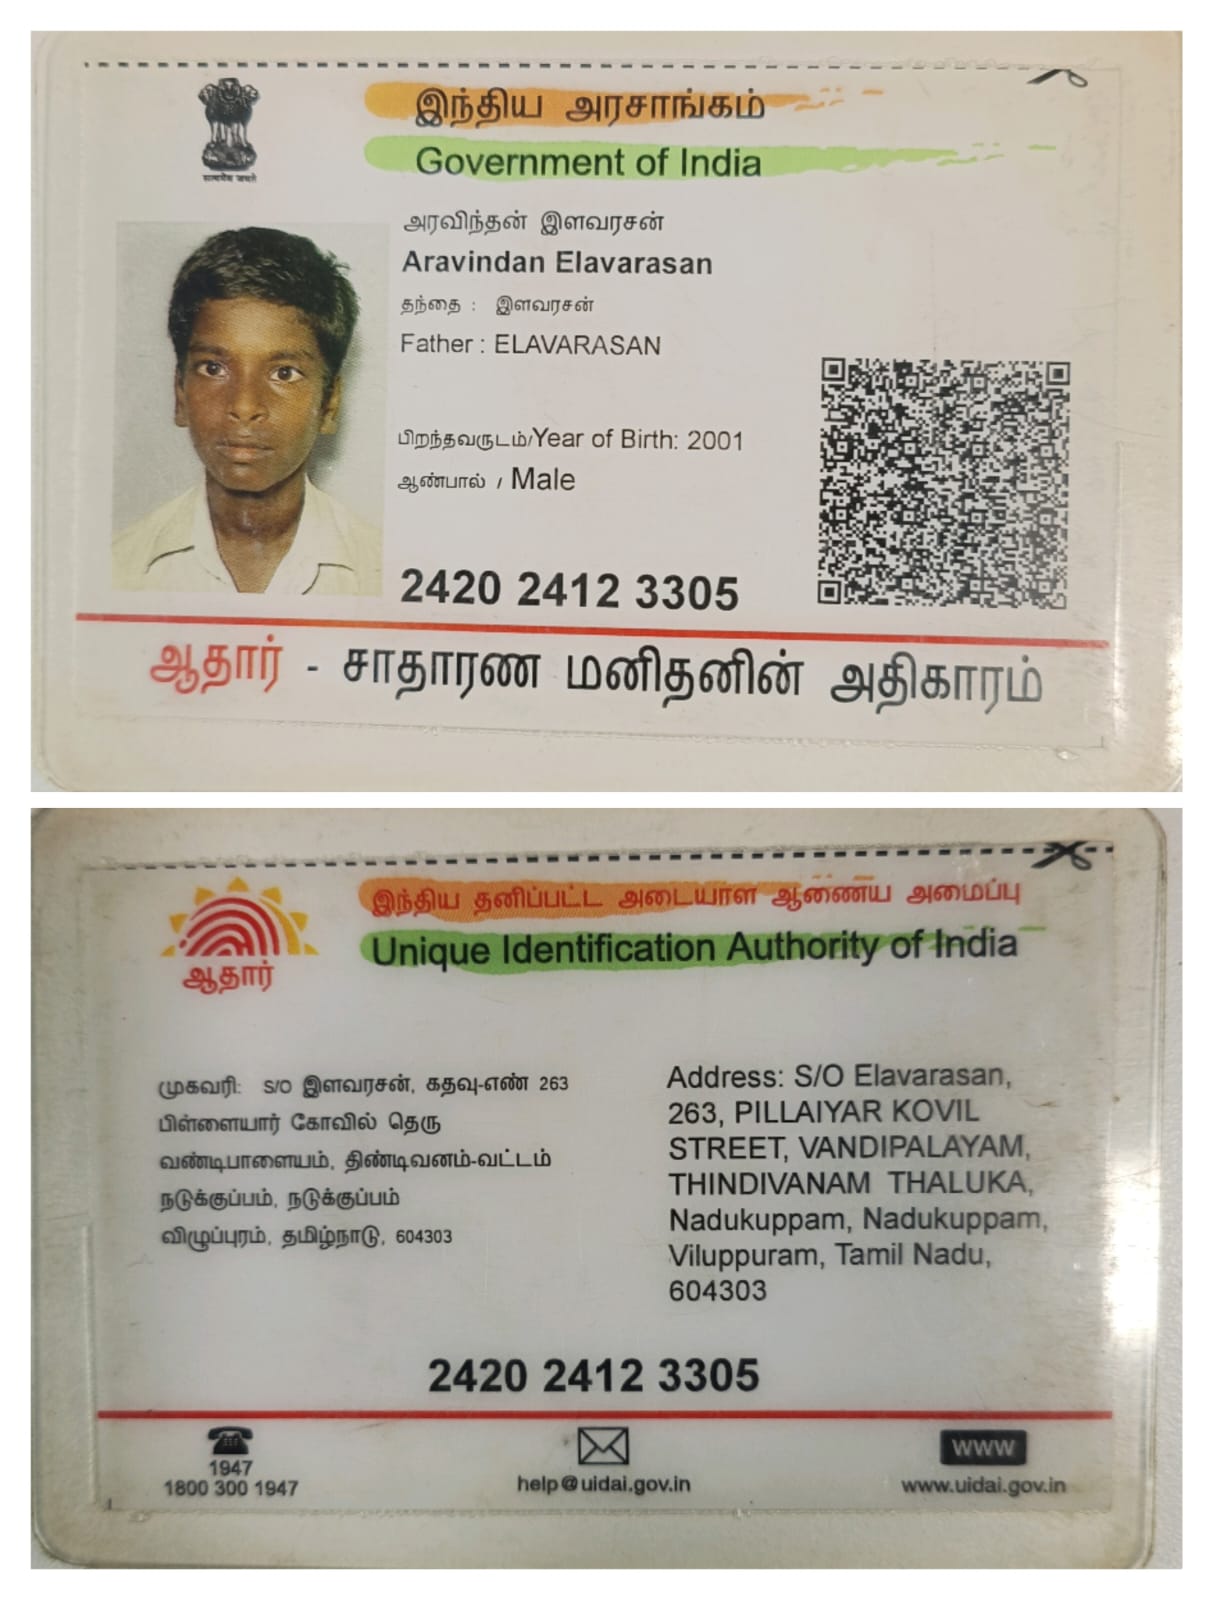 இந்திய அரசாங்கம்
Government of India
सत्यमेव जयते
அரவிந்தன் இளவரசன்
Aravindan Elavarasan
தந்தை : இளவரசன்
Father : ELAVARASAN
பிறந்தவருடம்/Year of Birth: 2001
ஆண்பால் / Male
2420 2412 3305
ஆதார் - சாதாரண மனிதனின் அதிகாரம்
இந்திய தனிப்பட்ட அடையாள ஆணைய அமைப்பு
Unique Identification Authority of India
ஆதார்
முகவரி: S/O இளவரசன், கதவு-எண் 263
பிள்ளையார் கோவில் தெரு
வண்டிபாளையம், திண்டிவனம்-வட்டம்
நடுக்குப்பம், நடுக்குப்பம்
விழுப்புரம், தமிழ்நாடு, 604303
Address: S/O Elavarasan,
263, PILLAIYAR KOVIL
STREET, VANDIPALAYAM,
THINDIVANAM THALUKA,
Nadukuppam, Nadukuppam,
Viluppuram, Tamil Nadu,
604303
2420 2412 3305
1947
1800 300 1947
help@uidai.gov.in
www
www.uidai.gov.in